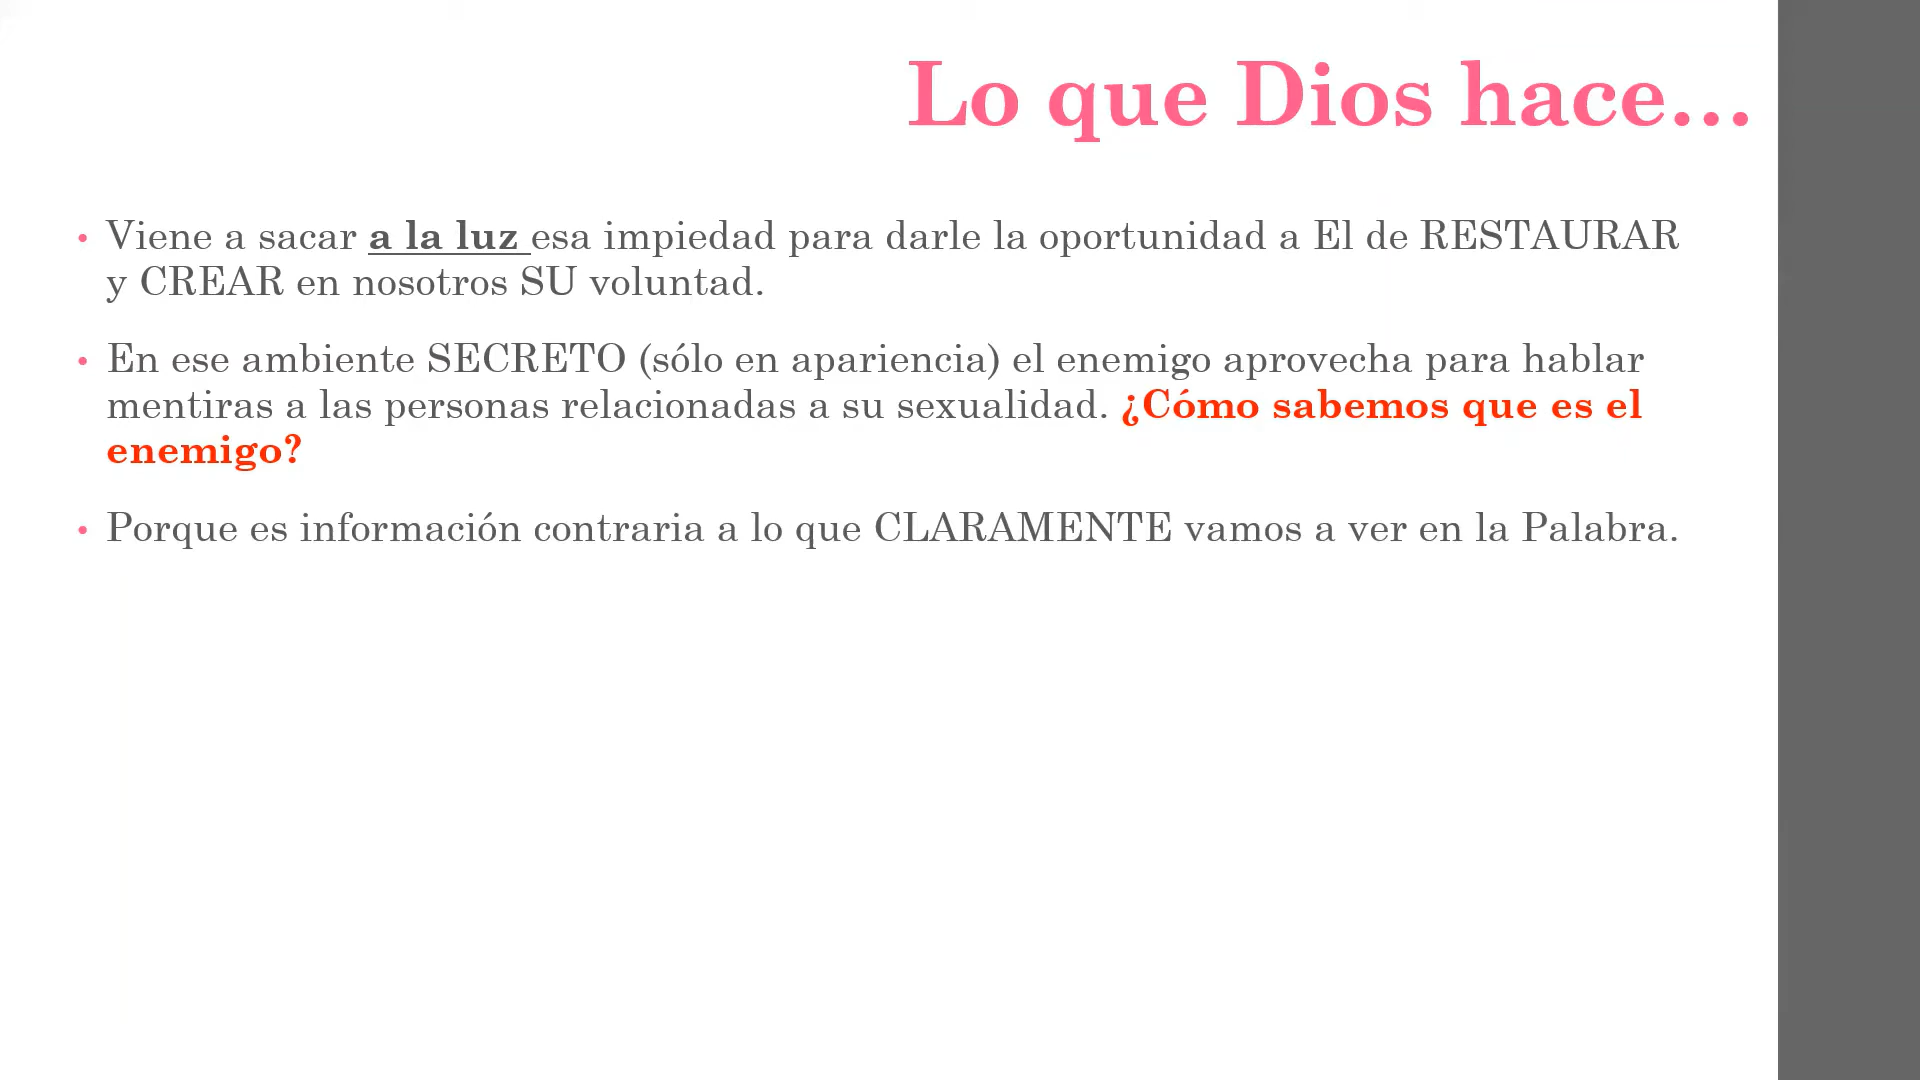 Lo que Dios hace...
• Viene a sacar a la luz esa impiedad para darle la oportunidad a El de RESTAURAR
y CREAR en nosotros SU voluntad.
• En ese ambiente SECRETO (sólo en apariencia) el enemigo aprovecha para hablar
mentiras a las personas relacionadas a su sexualidad. ¿Cómo sabemos que es el
enemigo?
• Porque es información contraria a lo que CLARAMENTE vamos a ver en la Palabra.